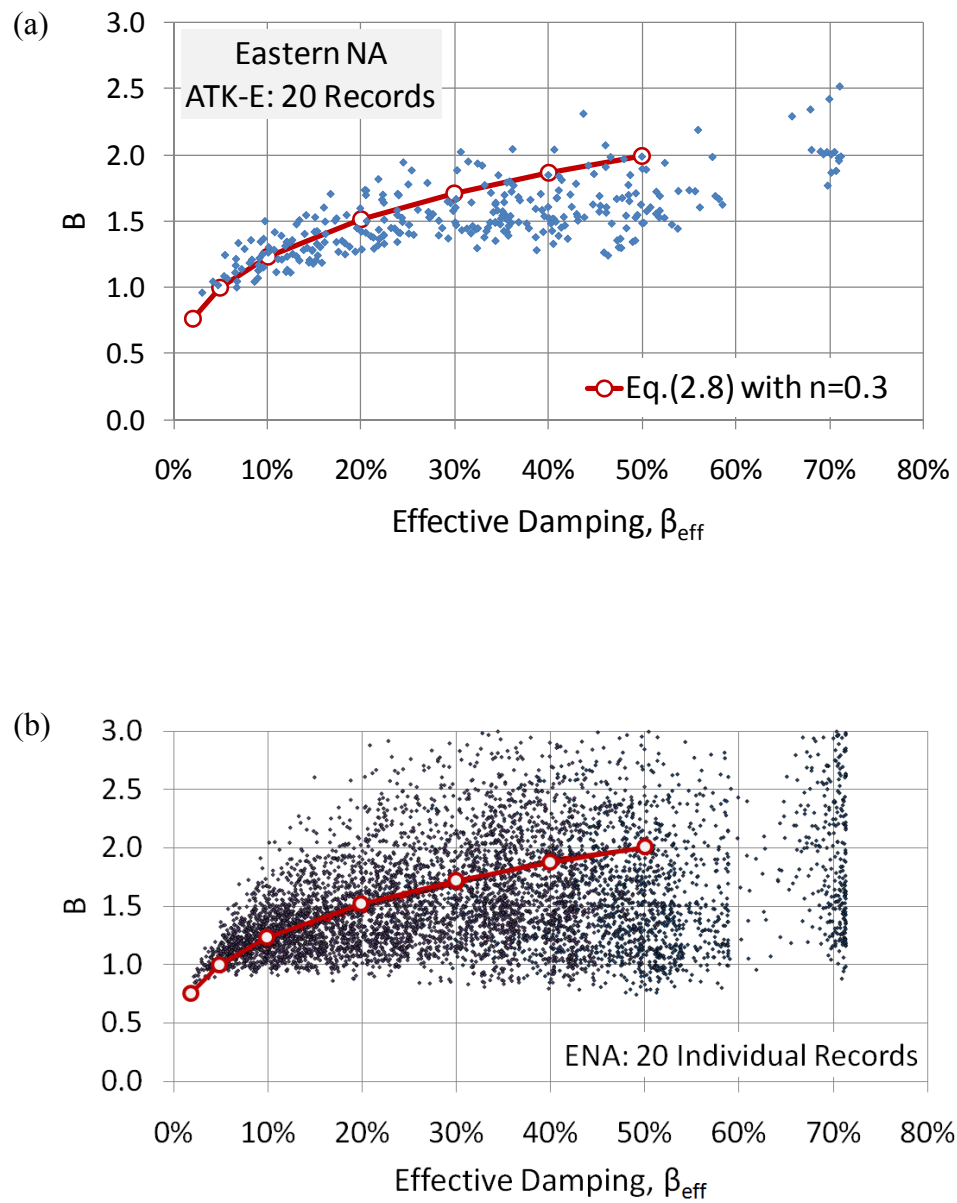 (a)
3.0
2.5
2.0
1.5
1.0
0.5
0.0
B
Eastern NA
ATK-E: 20 Records
Eq.(2.8) with n=0.3
0% 10% 20% 30% 40% 50% 60% 70% 80%
Effective Damping, βeff
(b)
3.0
2.5
2.0
1.5
1.0
0.5
0.0
B
ENA: 20 Individual Records
0% 10% 20% 30% 40% 50% 60% 70% 80%
Effective Damping, βeff